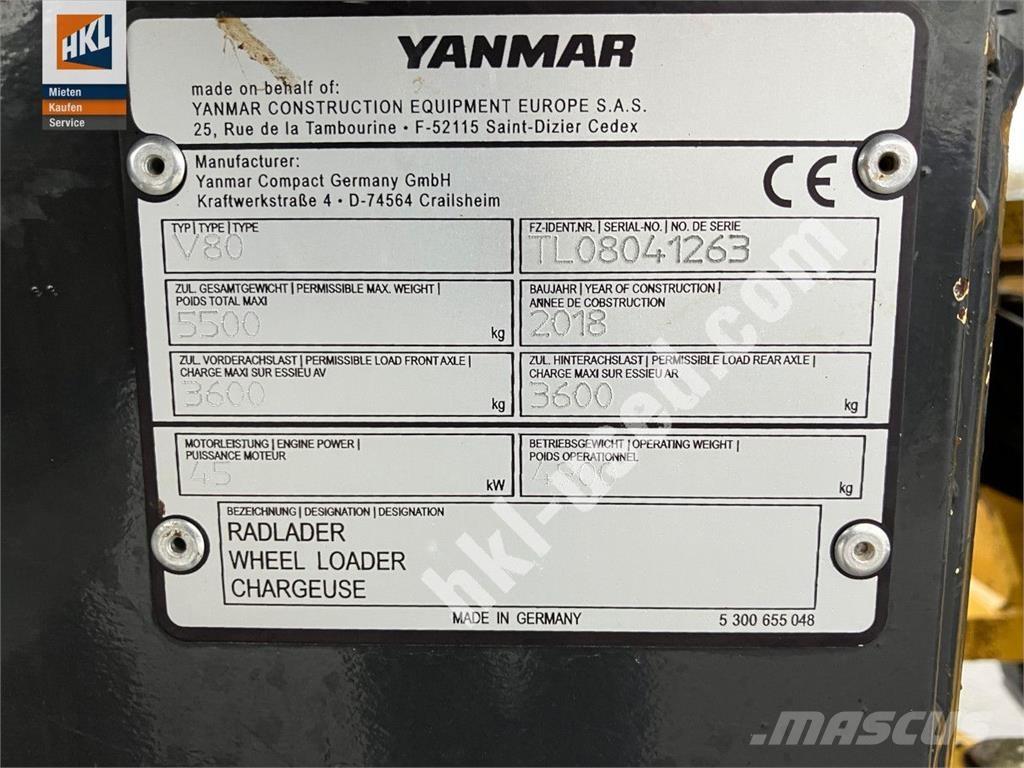 HKL
Mieten
Kaufen
Service
YANMAR
made on behalf of:
YANMAR CONSTRUCTION EQUIPMENT EUROPE S.A.S.
25, Rue de la Tambourine • F-52115 Saint-Dizier Cedex
Manufacturer:
Yanmar Compact Germany GmbH
Kraftwerkstraße 4 • D-74564 Crailsheim
CE
TYP | TYPE | TYPE
V80
FZ-IDENT.NR. | SERIAL-NO. | NO. DE SERIE
TL08041263
ZUL. GESAMTGEWICHT | PERMISSIBLE MAX. WEIGHT |
POIDS TOTAL MAXI
5500
kg
BAUJAHR | YEAR OF CONSTRUCTION |
ANNEE DE COBSTRUCTION
2018
ZUL. VORDERACHSLAST | PERMISSIBLE LOAD FRONT AXLE |
CHARGE MAXI SUR ESSIEU AV
3600
kg
ZUL. HINTERACHSLAST | PERMISSIBLE LOAD REAR AXLE |
CHARGE MAXI SUR ESSIEU AR
3600
kg
MOTORLEISTUNG | ENGINE POWER |
PUISSANCE MOTEUR
45
kW
BETRIEBSGEWICHT | OPERATING WEIGHT |
POIDS OPERATIONNEL
kg
BEZEICHNUNG | DESIGNATION | DESIGNATION
RADLADER
WHEEL LOADER
CHARGEUSE
MADE IN GERMANY
5 300 655 048
hkl-used.com
MASCUS